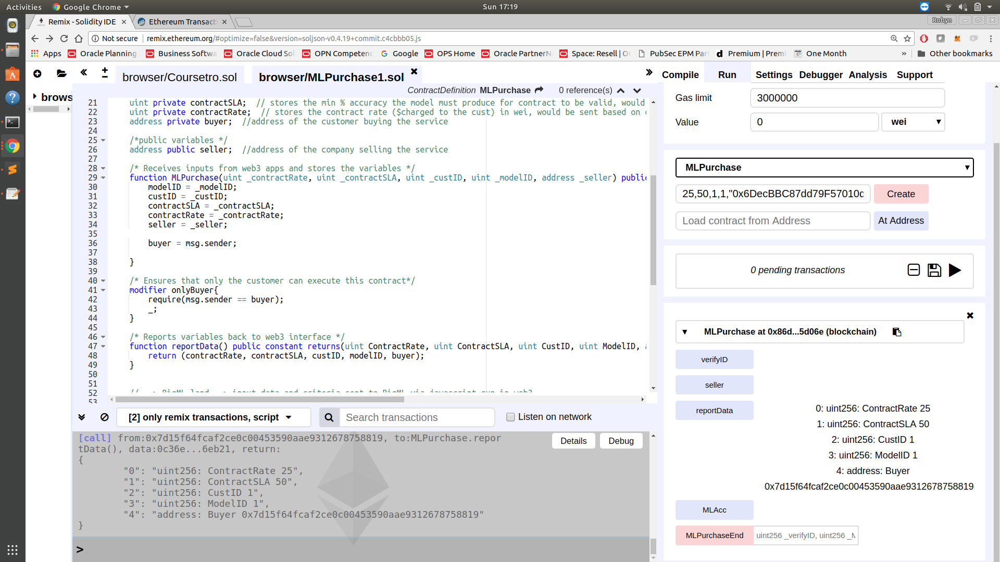 Activities Google Chrome Sun 17:19
Remix - Solidity IDE Ethereum Transact Robyn
Not secure remix.ethereum.org/#optimize=false&version=soljson-v0.4.19+commit.c4cbbb05.js
Apps Oracle Planning Business Softwa Oracle Cloud Sol OPN Competenc Google OPS Home Oracle PartnerN Space: Resell | O PubSec EPM Par Premium | Premi One Month » Other bookmarks
browser/Coursetro.sol browser/MLPurchase1.sol
brows
ContractDefinition MLPurchase 0 reference(s)
21 uint private contractSLA; // stores the min % accuracy the model must produce for contract to be valid, would
22 uint private contractRate; // stores the contract rate ($charged to the cust) in wei, would be sent based on
23 address private buyer; //address of the customer buying the service
24
25 /*public variables */
26 address public seller; //address of the company selling the service
27
28 /* Receives inputs from web3 apps and stores the variables */
29 function MLPurchase(uint _contractRate, uint _contractSLA, uint _custID, uint _modelID, address _seller) public
30 modelID = _modelID;
31 custID = _custID;
32 contractSLA = _contractSLA;
33 contractRate = _contractRate;
34 seller = _seller;
35
36 buyer = msg.sender;
37
38 }
39
40 /* Ensures that only the customer can execute this contract*/
41 modifier onlyBuyer{
42 require(msg.sender == buyer);
43 _;
44 }
45
46 /* Reports variables back to web3 interface */
47 function reportData() public constant returns(uint ContractRate, uint ContractSLA, uint CustID, uint ModelID,
48 return (contractRate, contractSLA, custID, modelID, buyer);
49 }
50
51
52 // --> BigML land --> input data and criteria sent to BigML via javascript run in web3
53
[2] only remix transactions, script Search transactions Listen on network
[call] from:0x7d15f64fcaf2ce0c00453590aae9312678758819, to:MLPurchase.repor
tData(), data:0c36e...6eb21, return:
{
"0": "uint256: ContractRate 25",
"1": "uint256: ContractSLA 50",
"2": "uint256: CustID 1",
"3": "uint256: ModelID 1",
"4": "address: Buyer 0x7d15f64fcaf2ce0c00453590aae9312678758819"
}
Details Debug
>
Compile Run Settings Debugger Analysis Support
Gas limit 3000000
Value 0 wei
MLPurchase
25,50,1,1,"0x6DecBBC87dd79F57010c Create
Load contract from Address At Address
0 pending transactions
MLPurchase at 0x86d...5d06e (blockchain)
verifyID
seller
reportData
0: uint256: ContractRate 25
1: uint256: ContractSLA 50
2: uint256: CustID 1
3: uint256: ModelID 1
4: address: Buyer
0x7d15f64fcaf2ce0c00453590aae9312678758819
MLAcc
MLPurchaseEnd uint256 _verifyID, uint256 _M